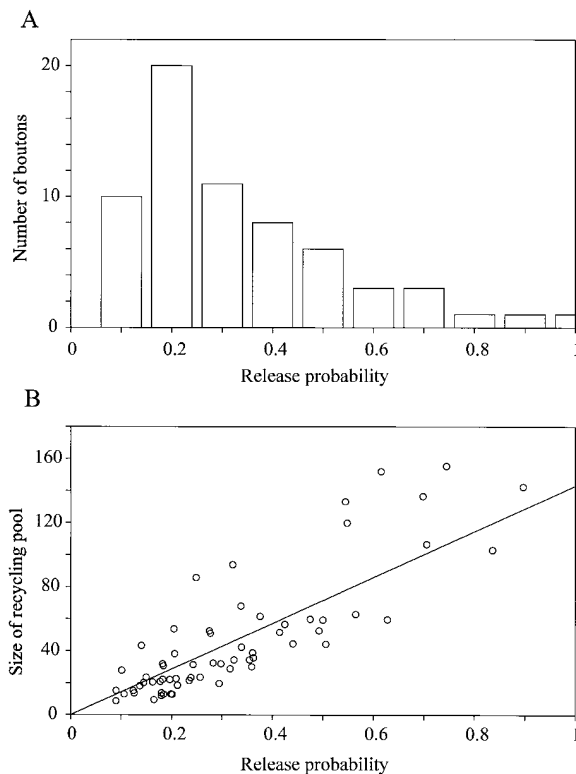 A
Number of boutons
20
10
0
0 0.2 0.4 0.6 0.8 1
Release probability
B
Size of recycling pool
160
120
80
40
0
0 0.2 0.4 0.6 0.8 1
Release probability